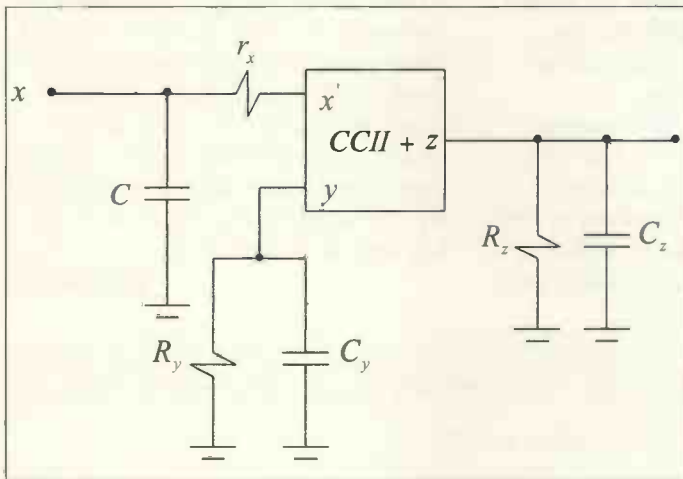 r_x
x
x'
CCII + z
y
C
R_z
C_z
R_y
C_y